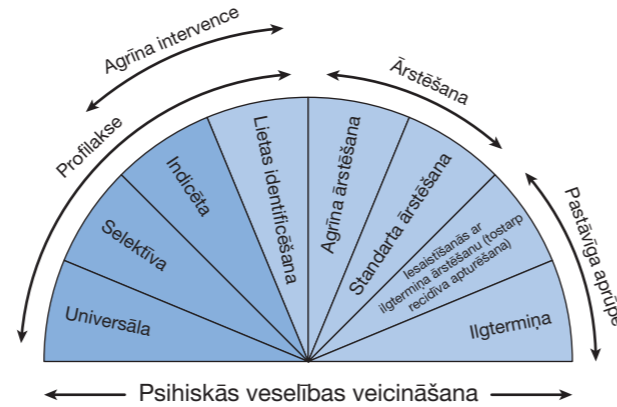 Agrīna intervence
Ārstēšana
Profilakse
Pastāvīga aprūpe
Universāla
Selektīva
Indicēta
Lietas identificēšana
Agrīna ārstēšana
Standarta ārstēšana
Iesaistīšanās ar
ilgtermiņa ārstēšanu (tostarp
recidīva apturēšana)
Ilgtermiņa
Psihiskās veselības veicināšana